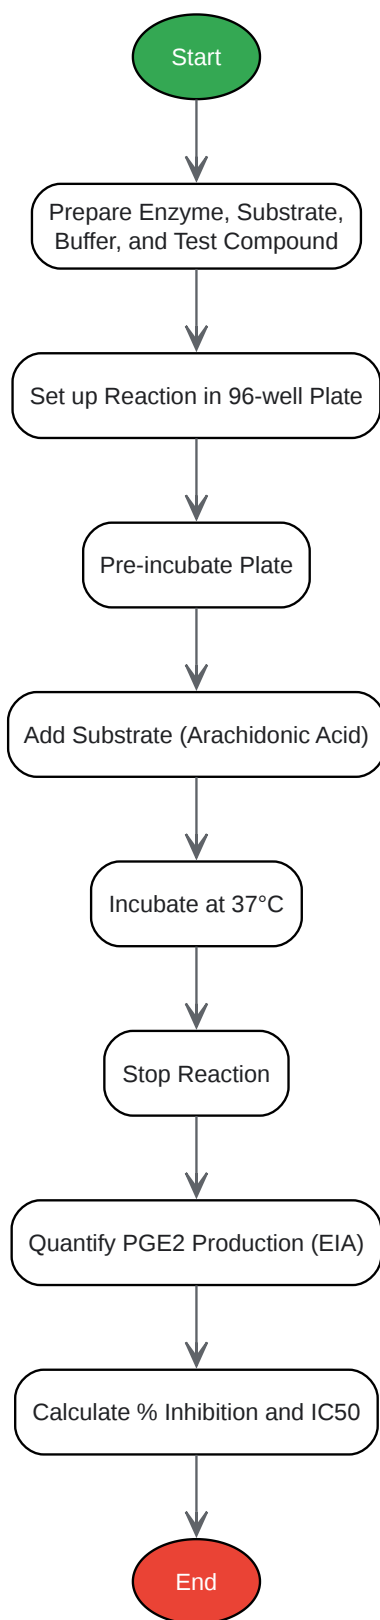 Start
Prepare Enzyme, Substrate,
Buffer, and Test Compound
Set up Reaction in 96-well Plate
Pre-incubate Plate
Add Substrate (Arachidonic Acid)
Incubate at 37°C
Stop Reaction
Quantify PGE2 Production (EIA)
Calculate % Inhibition and IC50
End